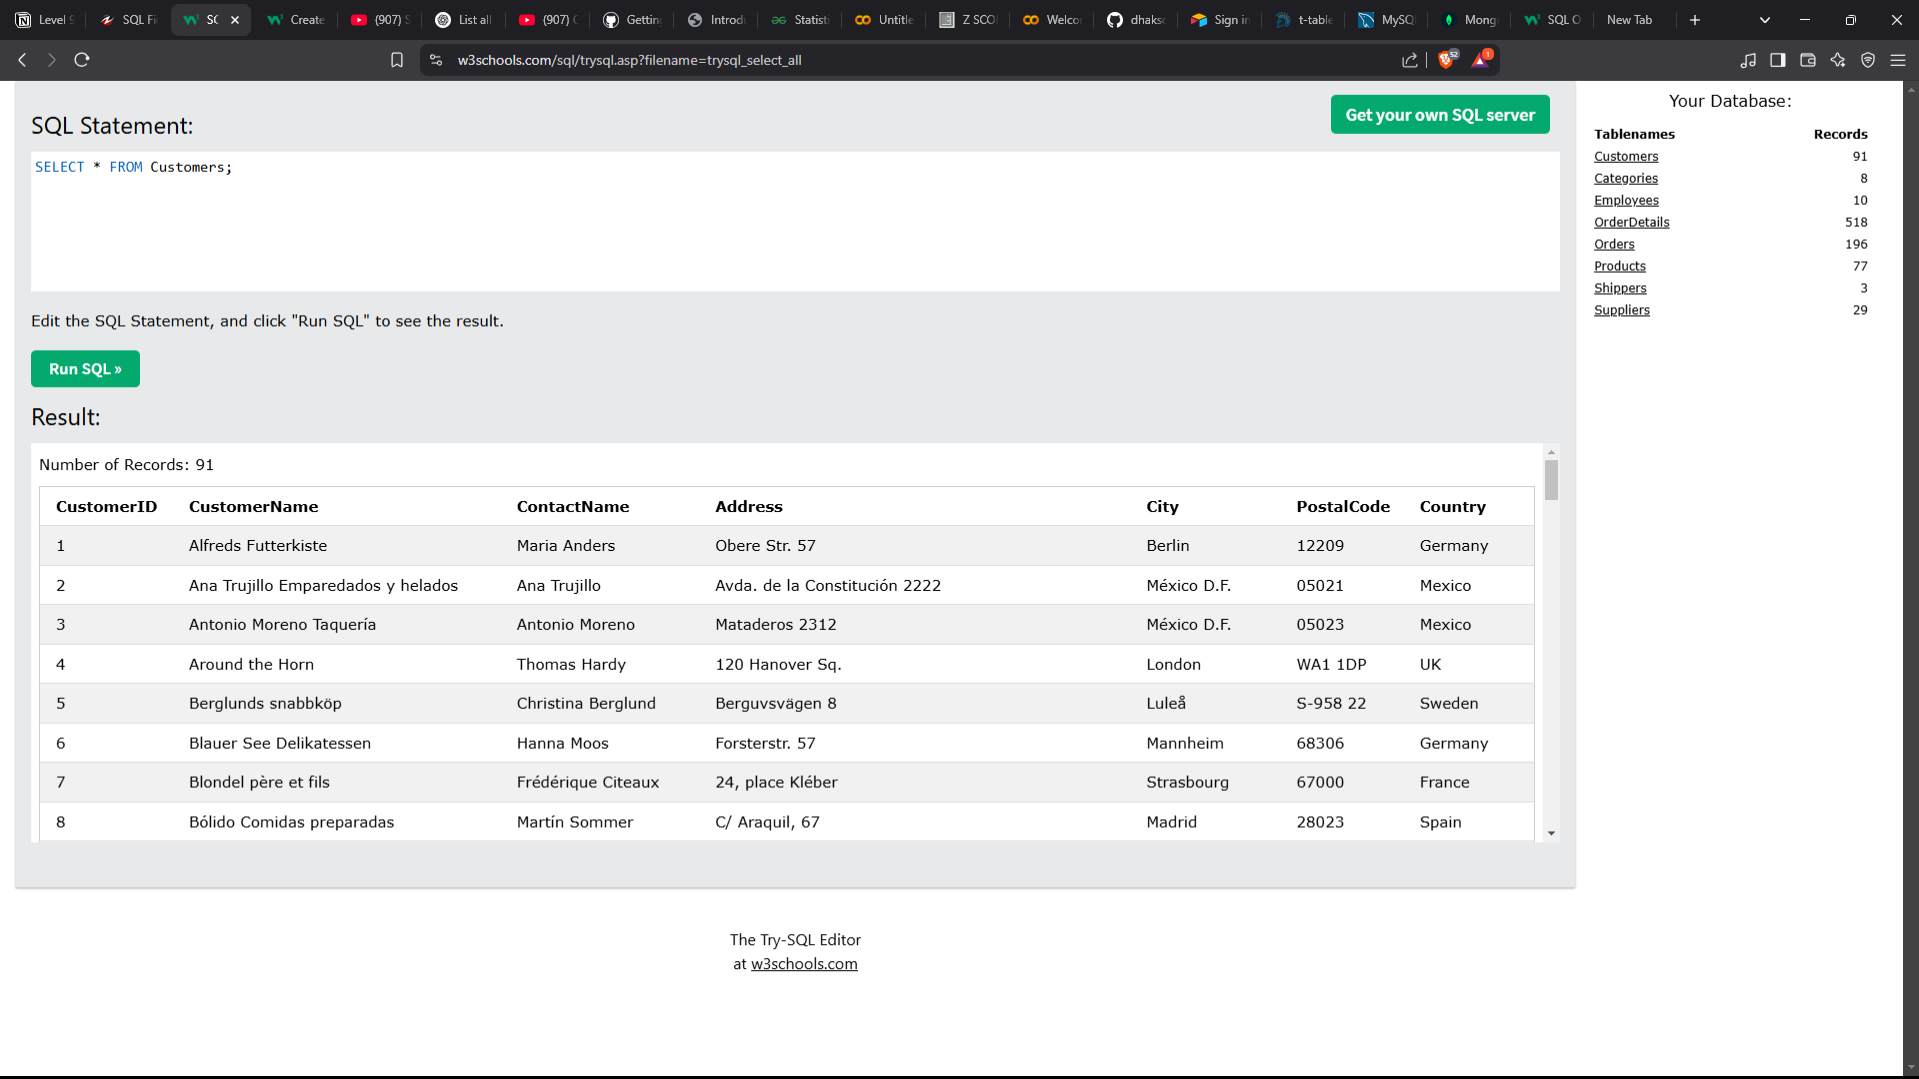 Level 9 SQL Fi SC Create (907) S List all (907) C Gettin Introdu Statisti Untitle Z SCO Welco dhaksc Sign in t-table MySQL Mong SQL O New Tab
w3schools.com/sql/trysql.asp?filename=trysql_select_all 52 1
SQL Statement:
Get your own SQL server
SELECT * FROM Customers;
Edit the SQL Statement, and click "Run SQL" to see the result.
Run SQL »
Result:
Number of Records: 91
CustomerID CustomerName ContactName Address City PostalCode Country
1 Alfreds Futterkiste Maria Anders Obere Str. 57 Berlin 12209 Germany
2 Ana Trujillo Emparedados y helados Ana Trujillo Avda. de la Constitución 2222 México D.F. 05021 Mexico
3 Antonio Moreno Taquería Antonio Moreno Mataderos 2312 México D.F. 05023 Mexico
4 Around the Horn Thomas Hardy 120 Hanover Sq. London WA1 1DP UK
5 Berglunds snabbköp Christina Berglund Berguvsvägen 8 Luleå S-958 22 Sweden
6 Blauer See Delikatessen Hanna Moos Forsterstr. 57 Mannheim 68306 Germany
7 Blondel père et fils Frédérique Citeaux 24, place Kléber Strasbourg 67000 France
8 Bólido Comidas preparadas Martín Sommer C/ Araquil, 67 Madrid 28023 Spain
The Try-SQL Editor
at w3schools.com
Your Database:
Tablenames Records
Customers 91
Categories 8
Employees 10
OrderDetails 518
Orders 196
Products 77
Shippers 3
Suppliers 29